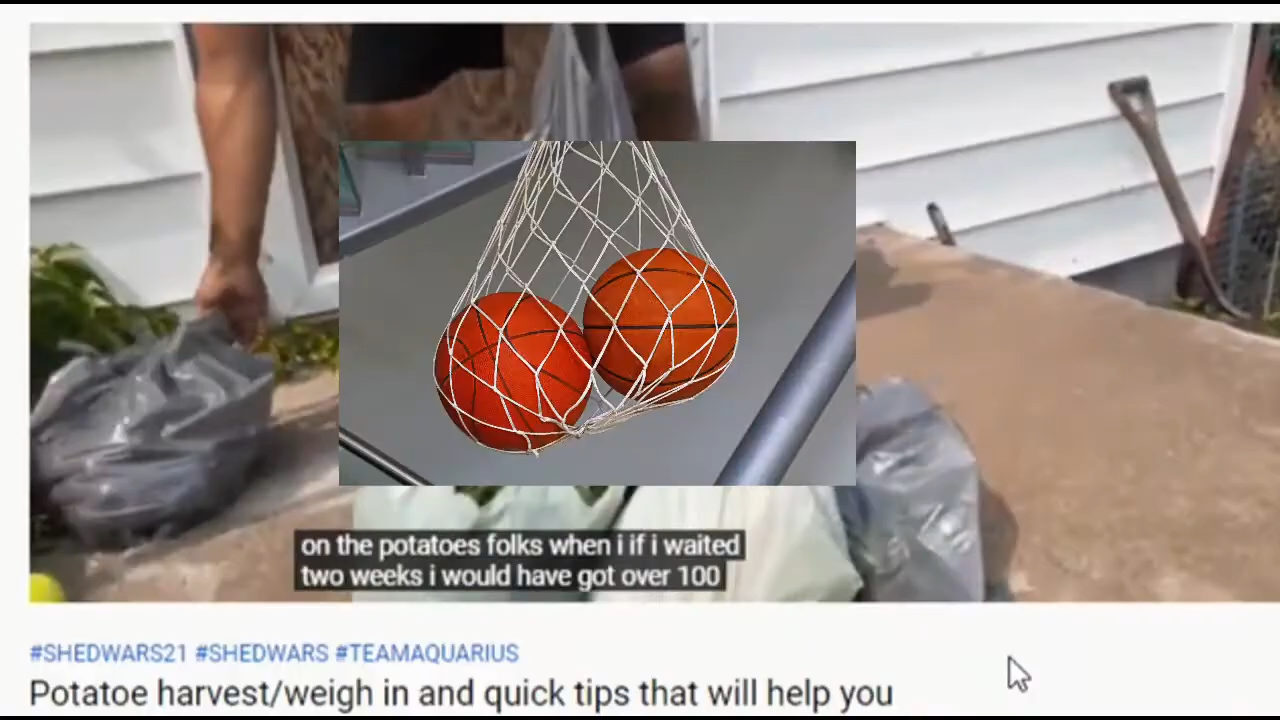 on the potatoes folks when i if i waited
two weeks i would have got over 100
#SHEDWARS21 #SHEDWARS #TEAMAQUARIUS
Potatoe harvest/weigh in and quick tips that will help you